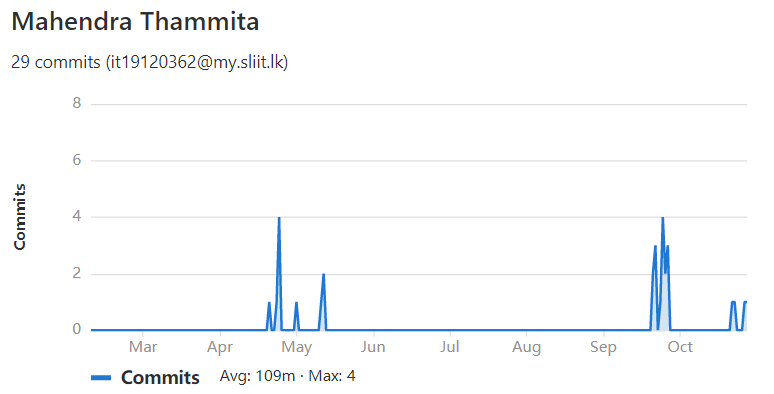 Mahendra Thammita
29 commits (it19120362@my.sliit.lk)
8
6
4
2
0
Commits
Mar Apr May Jun Jul Aug Sep Oct
Commits Avg: 109m · Max: 4